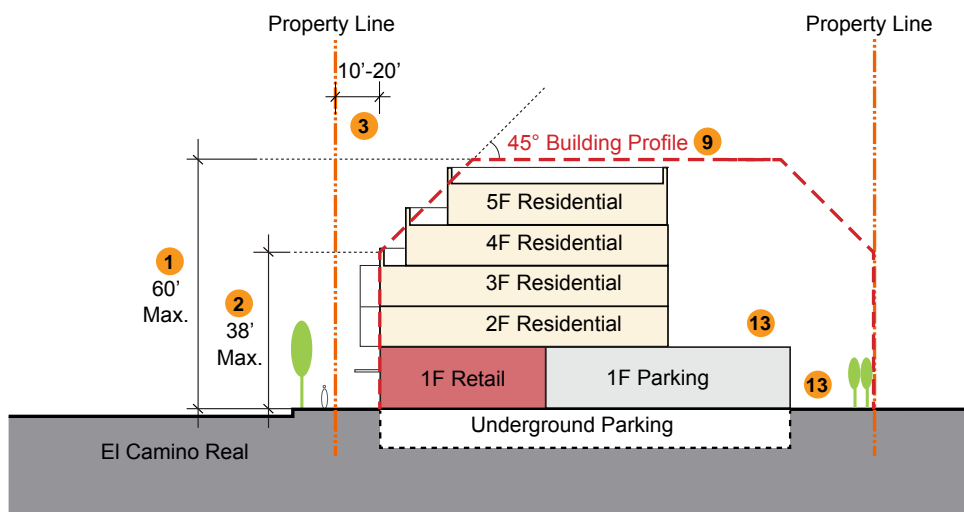 Property Line
Property Line
10’-20’
3
45° Building Profile 9
5F Residential
4F Residential
1
60’
Max.
2
38’
Max.
3F Residential
2F Residential
13
1F Retail
1F Parking
13
Underground Parking
El Camino Real